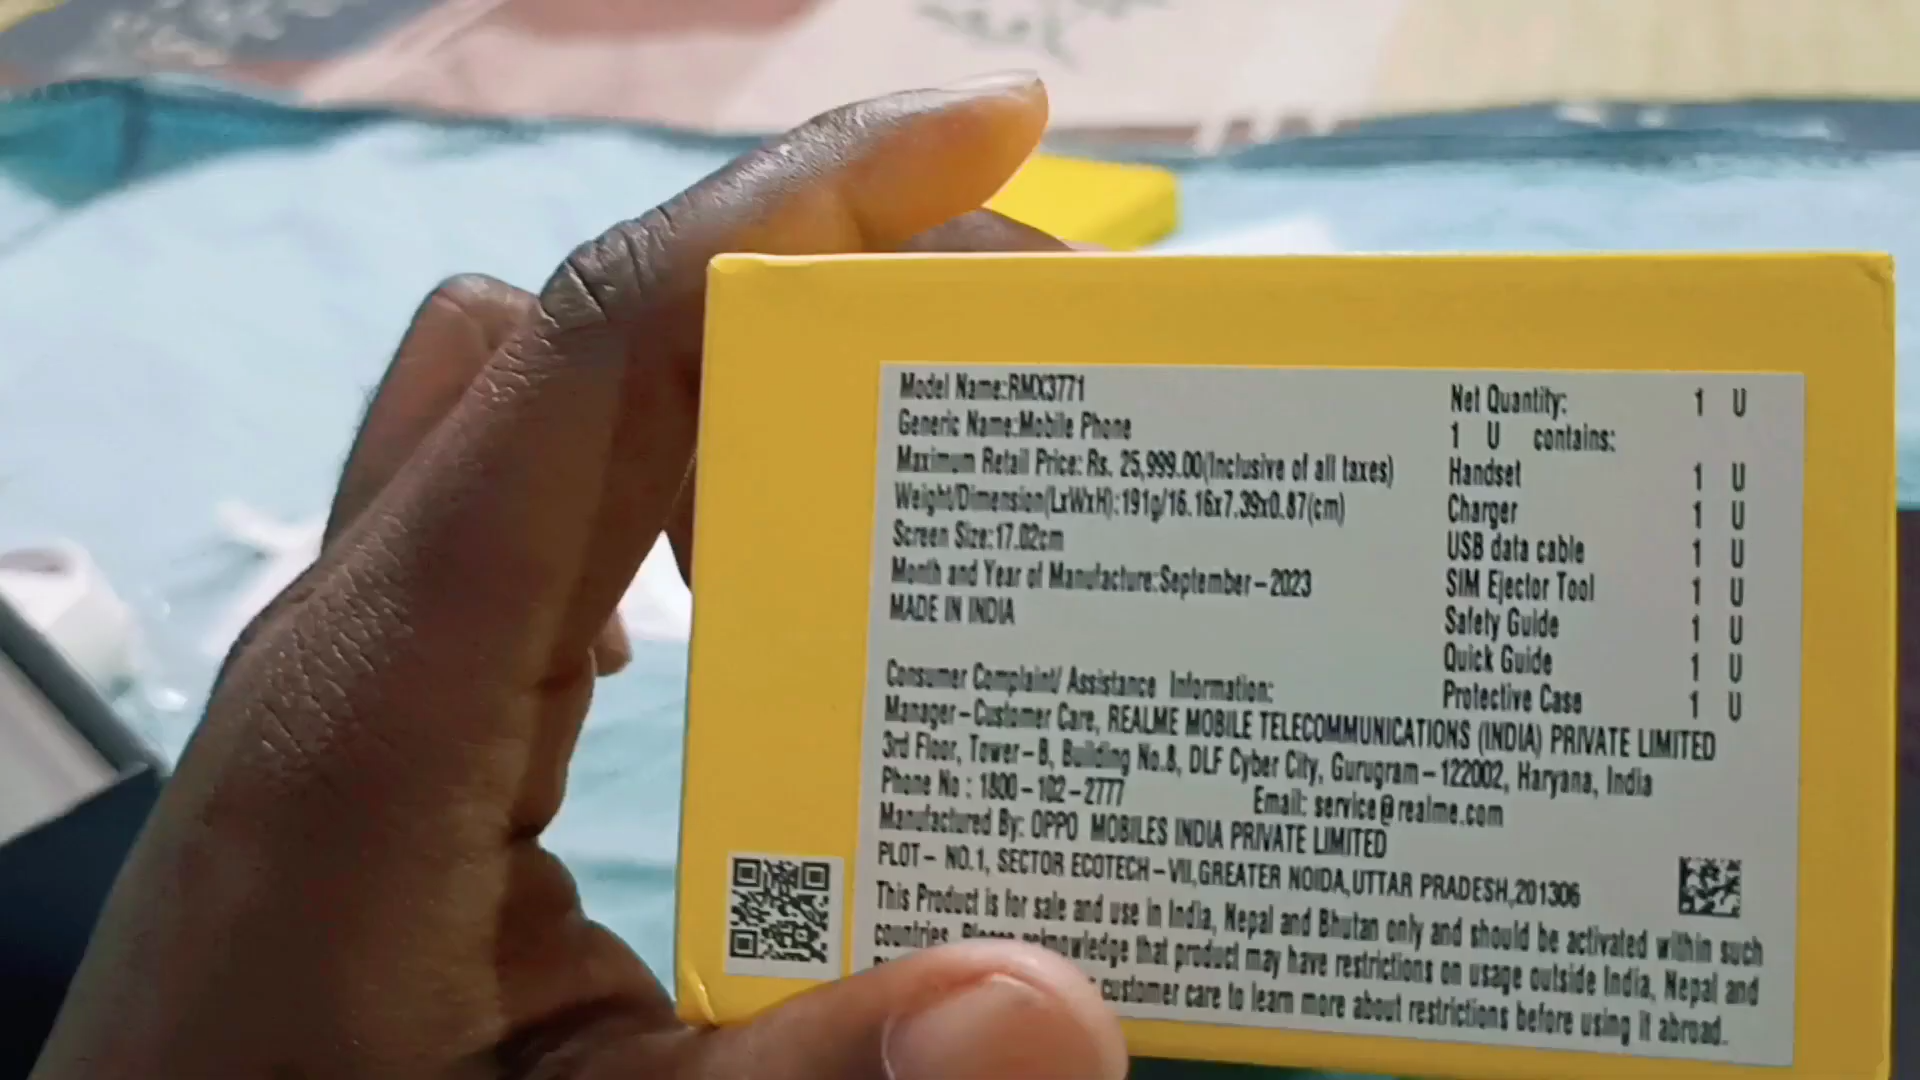 Model Name:RMX3771
Generic Name:Mobile Phone
Maximum Retail Price: Rs. 25,999.00(Inclusive of all taxes)
Weight/Dimension(LxWxH):191g/16.16x7.39x0.87(cm)
Screen Size:17.02cm
Month and Year of Manufacture:September-2023
MADE IN INDIA
Net Quantity: 1 U
1 U contains:
Handset 1 U
Charger 1 U
USB data cable 1 U
SIM Ejector Tool 1 U
Safety Guide 1 U
Quick Guide 1 U
Protective Case 1 U
Consumer Complaint/ Assistance Information:
Manager-Customer Care, REALME MOBILE TELECOMMUNICATIONS (INDIA) PRIVATE LIMITED
3rd Floor, Tower-B, Building No.8, DLF Cyber City, Gurugram-122002, Haryana, India
Phone No : 1800-102-2777 Email: service@realme.com
Manufactured By: OPPO MOBILES INDIA PRIVATE LIMITED
PLOT- NO.1, SECTOR ECOTECH-VII,GREATER NOIDA,UTTAR PRADESH,201306
This Product is for sale and use in India, Nepal and Bhutan only and should be activated within such
countries. Please acknowledge that product may have restrictions on usage outside India, Nepal and
customer care to learn more about restrictions before using it abroad.